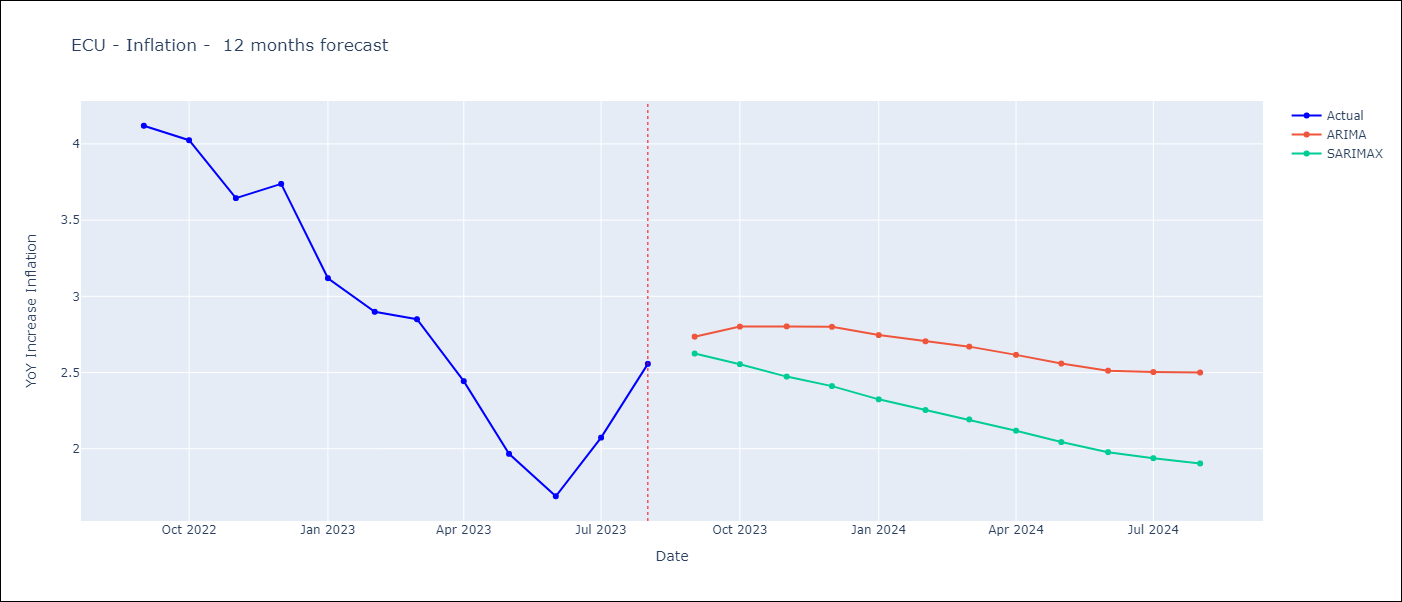 ECU - Inflation -  12 months forecast
Actual
ARIMA
SARIMAX
YoY Increase Inflation
4
3.5
3
2.5
2
Oct 2022
Jan 2023
Apr 2023
Jul 2023
Oct 2023
Jan 2024
Apr 2024
Jul 2024
Date